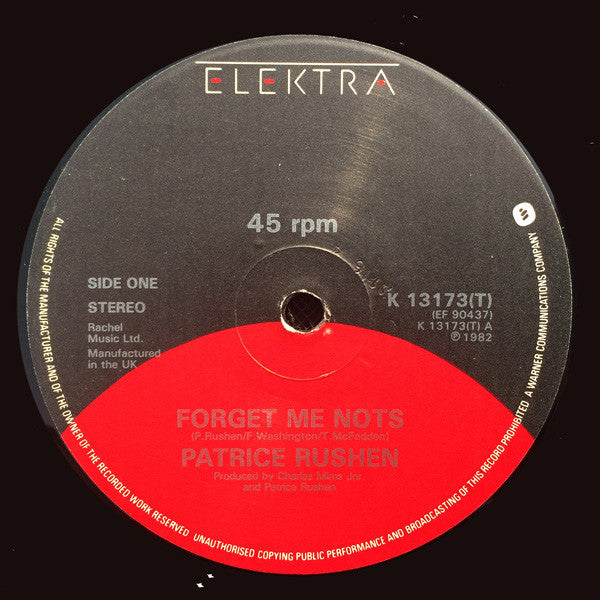 ELEKTRA
45 rpm
SIDE ONE
STEREO
Rachel
Music Ltd.
Manufactured
in the UK
K 13173(T)
(EF 90437)
K 13173(T) A
℗ 1982
FORGET ME NOTS
(P.Rushen/F.Washington/T.McFadden)
PATRICE RUSHEN
Produced by Charles Mims Jnr.
and Patrice Rushen
ALL RIGHTS OF THE MANUFACTURER AND OF THE OWNER OF THE RECORDED WORK RESERVED UNAUTHORISED COPYING PUBLIC PERFORMANCE AND BROADCASTING OF THIS RECORD PROHIBITED A WARNER COMMUNICATIONS COMPANY